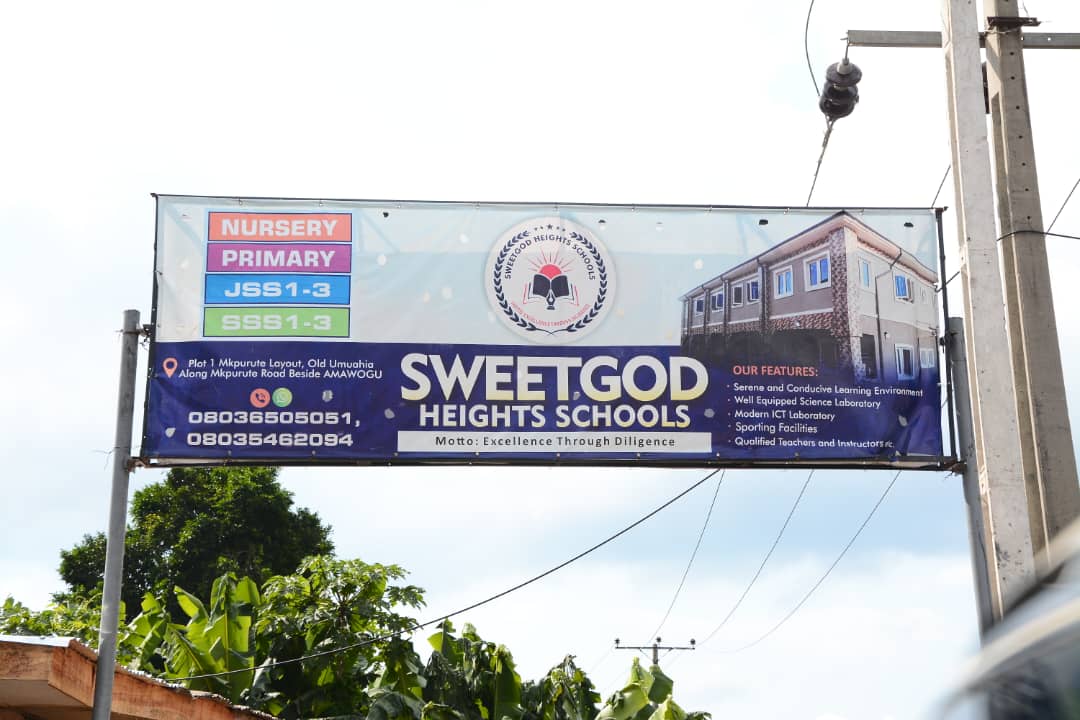 NURSERY
PRIMARY
JSS1-3
SSS1-3
SWEETGOD HEIGHTS SCHOOLS
Plot 1 Mkpurute Layout, Old Umuahia
Along Mkpurute Road Beside AMAWOGU
08036505051,
08035462094
SWEETGOD
HEIGHTS SCHOOLS
Motto: Excellence Through Diligence
OUR FEATURES:
· Serene and Conducive Learning Environment
· Well Equipped Science Laboratory
· Modern ICT Laboratory
· Sporting Facilities
· Qualified Teachers and Instructors